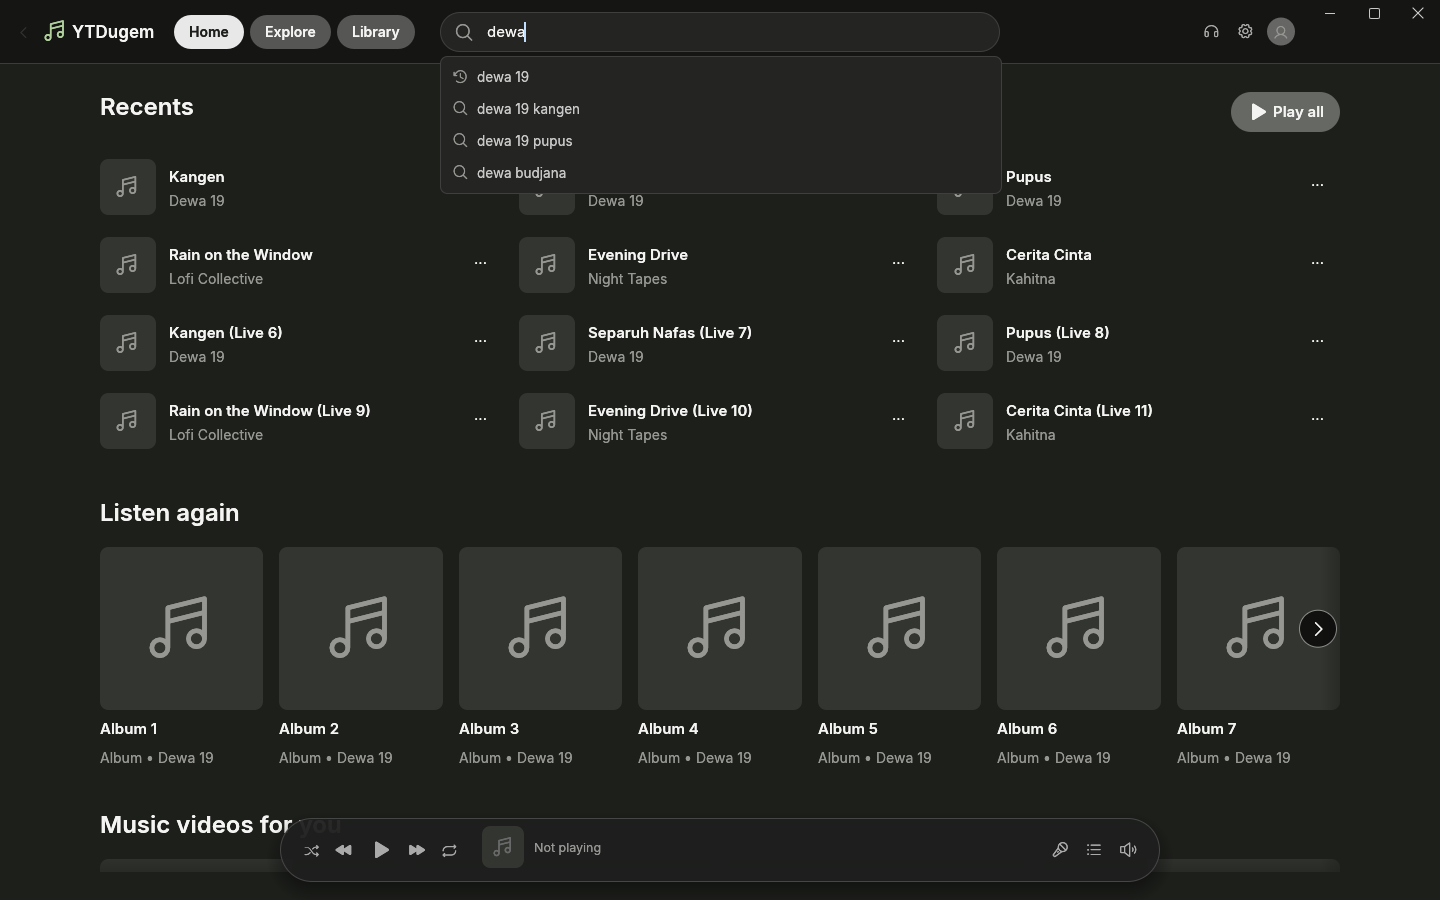 YTDugem
Home
Explore
Library
dewa
dewa 19
dewa 19 kangen
dewa 19 pupus
dewa budjana
Recents
Play all
Kangen
Dewa 19
Dewa 19
Pupus
Dewa 19
...
Rain on the Window
Lofi Collective
...
Evening Drive
Night Tapes
...
Cerita Cinta
Kahitna
...
Kangen (Live 6)
Dewa 19
...
Separuh Nafas (Live 7)
Dewa 19
...
Pupus (Live 8)
Dewa 19
...
Rain on the Window (Live 9)
Lofi Collective
...
Evening Drive (Live 10)
Night Tapes
...
Cerita Cinta (Live 11)
Kahitna
...
Listen again
Album 1
Album • Dewa 19
Album 2
Album • Dewa 19
Album 3
Album • Dewa 19
Album 4
Album • Dewa 19
Album 5
Album • Dewa 19
Album 6
Album • Dewa 19
Album 7
Album • Dewa 19
Music videos for you
Not playing